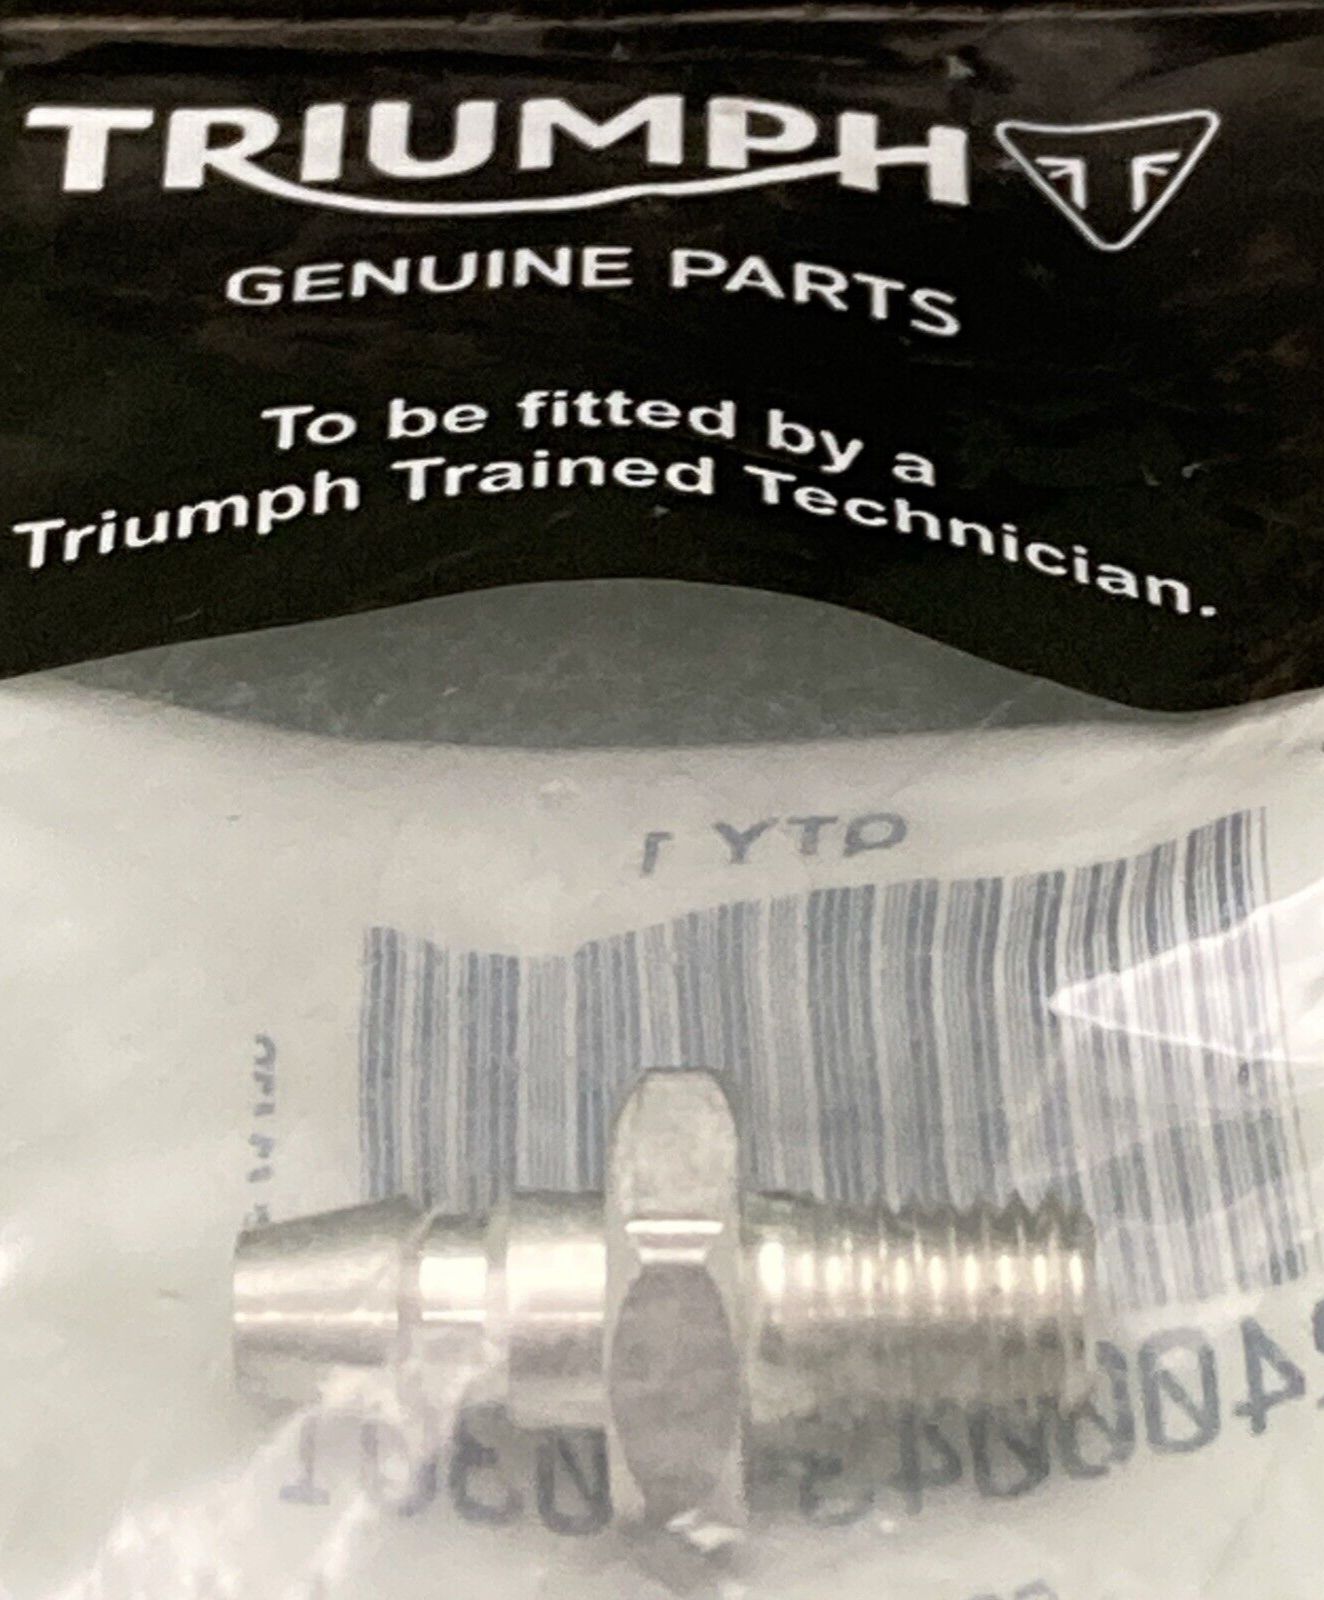 TRIUMPH
GENUINE PARTS
To be fitted by a
Triumph Trained Technician.
QTY 1